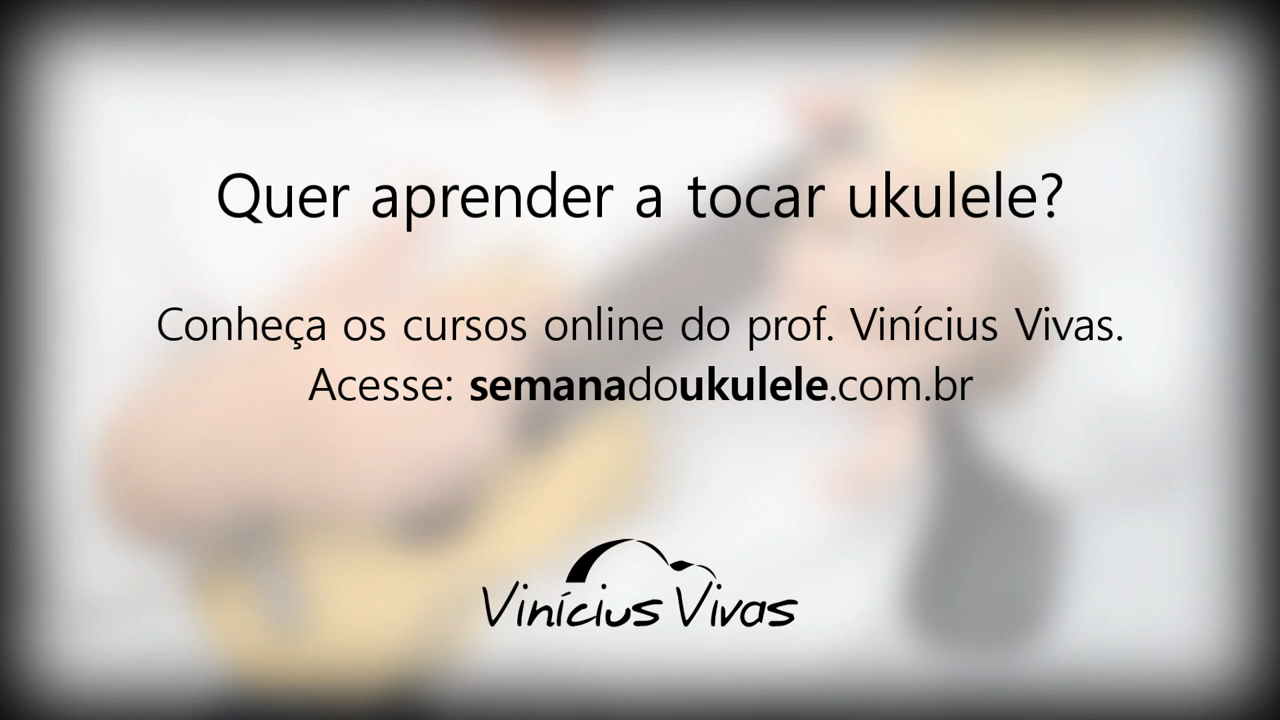 Quer aprender a tocar ukulele?
Conheça os cursos online do prof. Vinícius Vivas.
Acesse: semanadoukulele.com.br
Vinícius Vivas